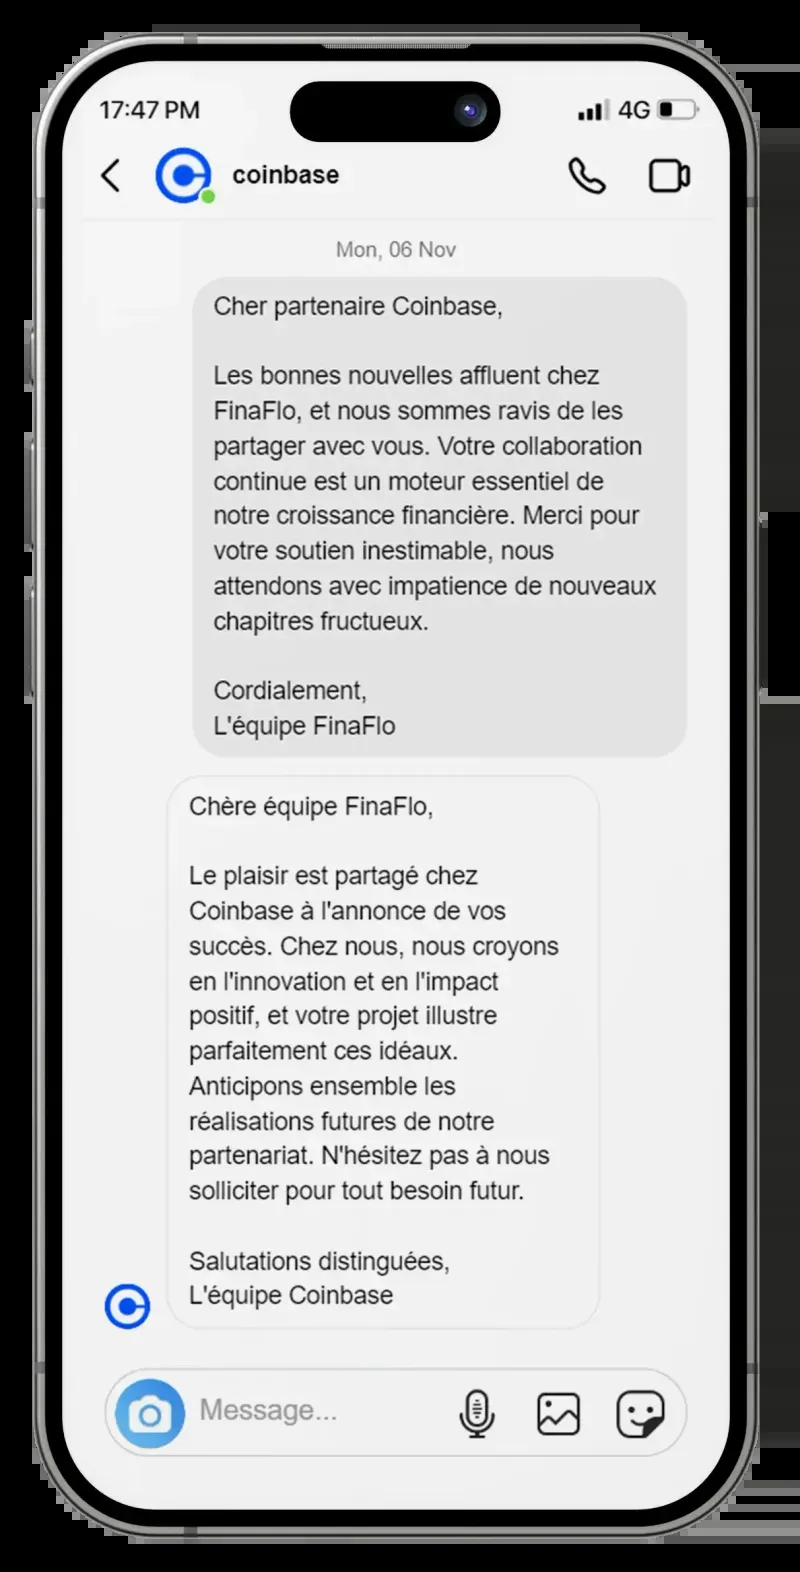 17:47 PM
4G
coinbase
Mon, 06 Nov
Cher partenaire Coinbase,
Les bonnes nouvelles affluent chez
FinaFlo, et nous sommes ravis de les
partager avec vous. Votre collaboration
continue est un moteur essentiel de
notre croissance financière. Merci pour
votre soutien inestimable, nous
attendons avec impatience de nouveaux
chapitres fructueux.
Cordialement,
L'équipe FinaFlo
Chère équipe FinaFlo,
Le plaisir est partagé chez
Coinbase à l'annonce de vos
succès. Chez nous, nous croyons
en l'innovation et en l'impact
positif, et votre projet illustre
parfaitement ces idéaux.
Anticipons ensemble les
réalisations futures de notre
partenariat. N'hésitez pas à nous
solliciter pour tout besoin futur.
Salutations distinguées,
L'équipe Coinbase
Message...